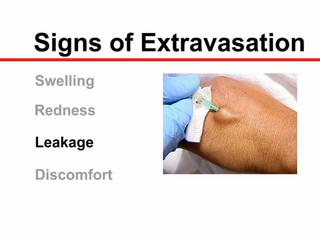 Signs of Extravasation
Swelling
Redness
Leakage
Discomfort